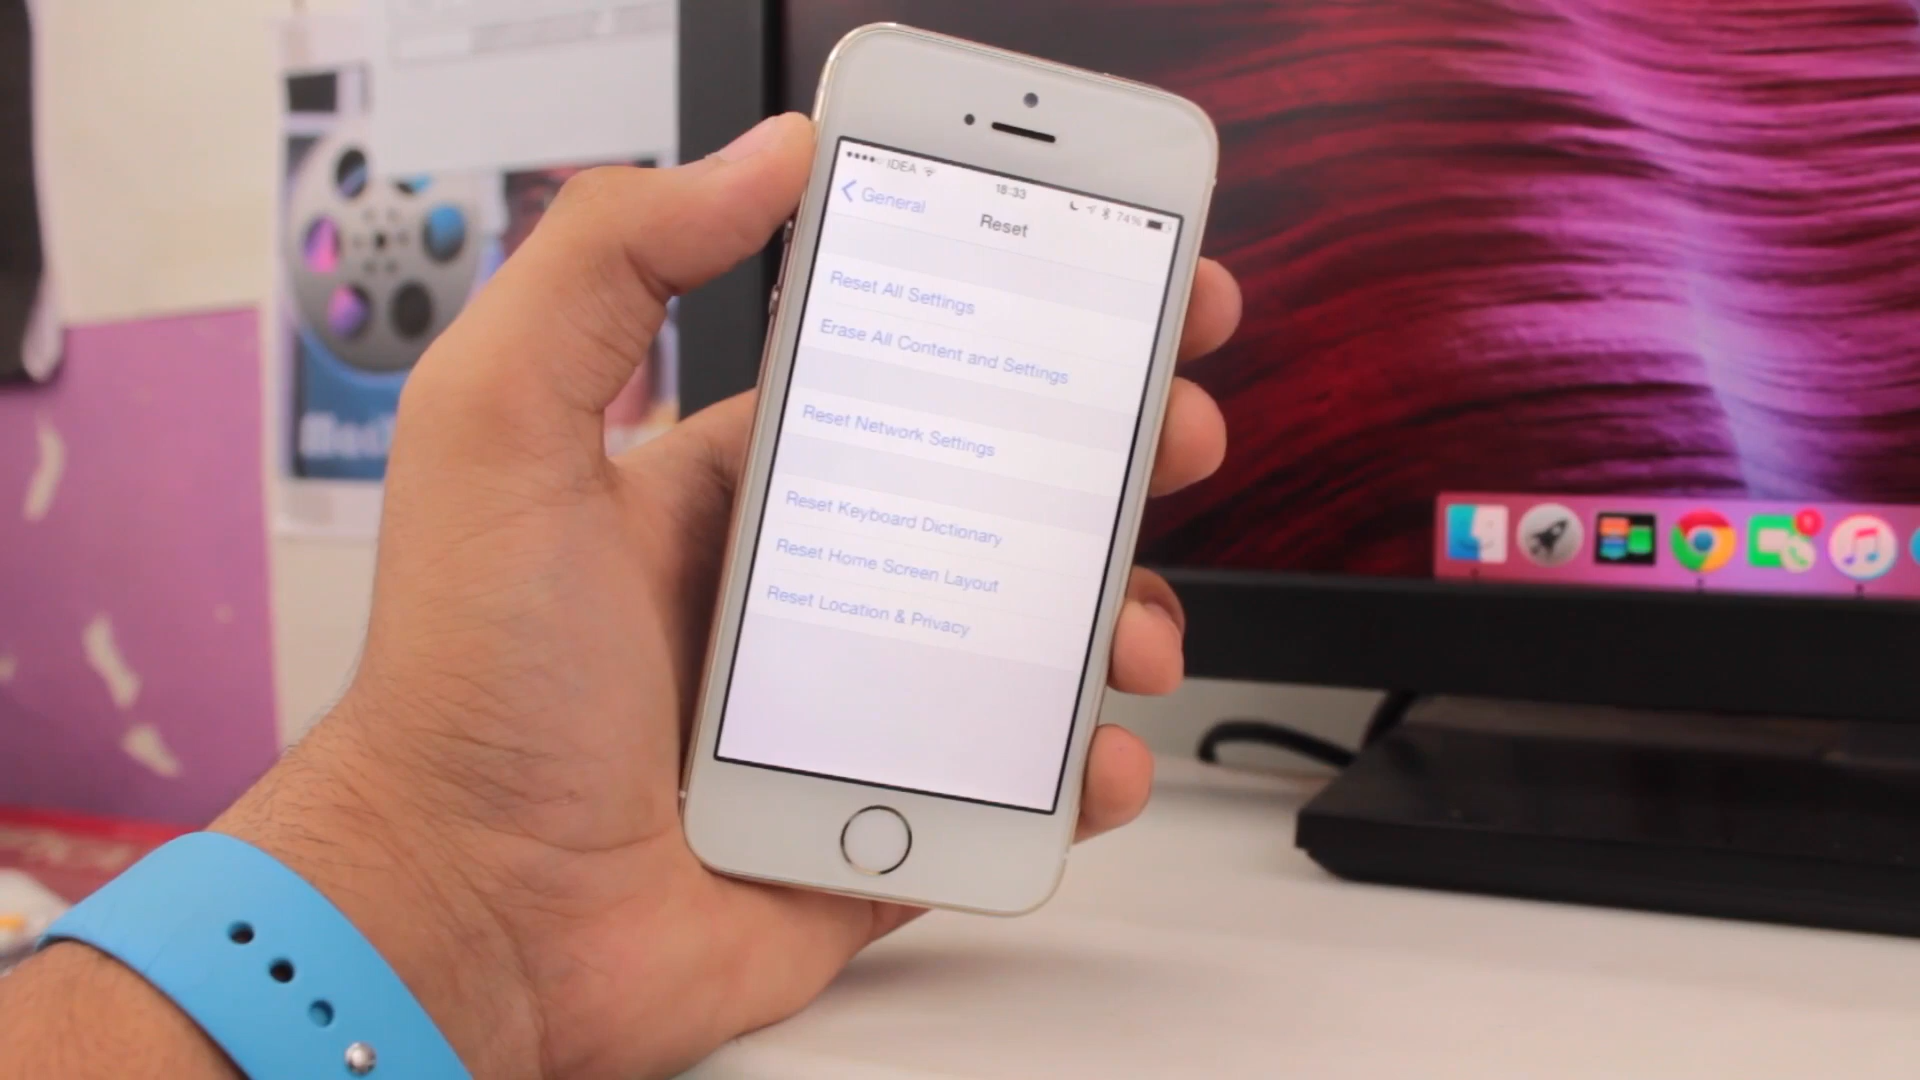 IDEA
18:33
74%
General
Reset
Reset All Settings
Erase All Content and Settings
Reset Network Settings
Reset Keyboard Dictionary
Reset Home Screen Layout
Reset Location & Privacy